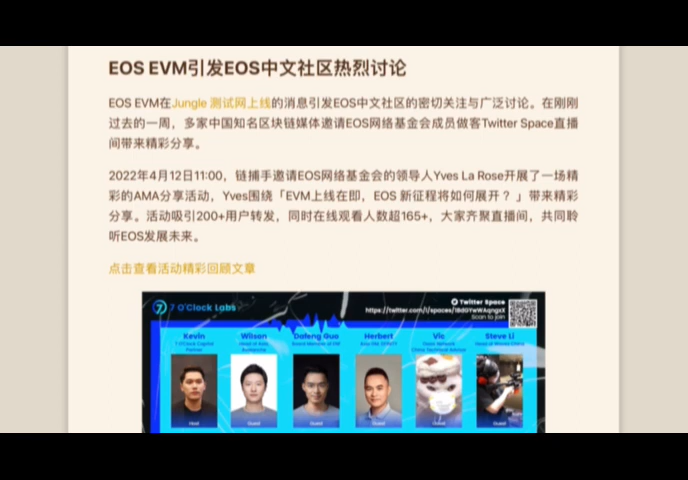 EOS EVM引发EOS中文社区热烈讨论
EOS EVM在Jungle 测试网上线的消息引发EOS中文社区的密切关注与广泛讨论。在刚刚
过去的一周，多家中国知名区块链媒体邀请EOS网络基金会成员做客Twitter Space直播
间带来精彩分享。
2022年4月12日11:00，链捕手邀请EOS网络基金会的领导人Yves La Rose开展了一场精
彩的AMA分享活动，Yves围绕「EVM上线在即，EOS 新征程将如何展开？」带来精彩
分享。活动吸引200+用户转发，同时在线观看人数超165+，大家齐聚直播间，共同聆
听EOS发展未来。
点击查看活动精彩回顾文章
7 O'Clock Labs
Twitter Space
Scan to join
Kevin Wilson Dafeng Guo Herbert Vic Steve Li
7 O'Clock Capital
Partner
Host Guest Guest Guest Guest Guest